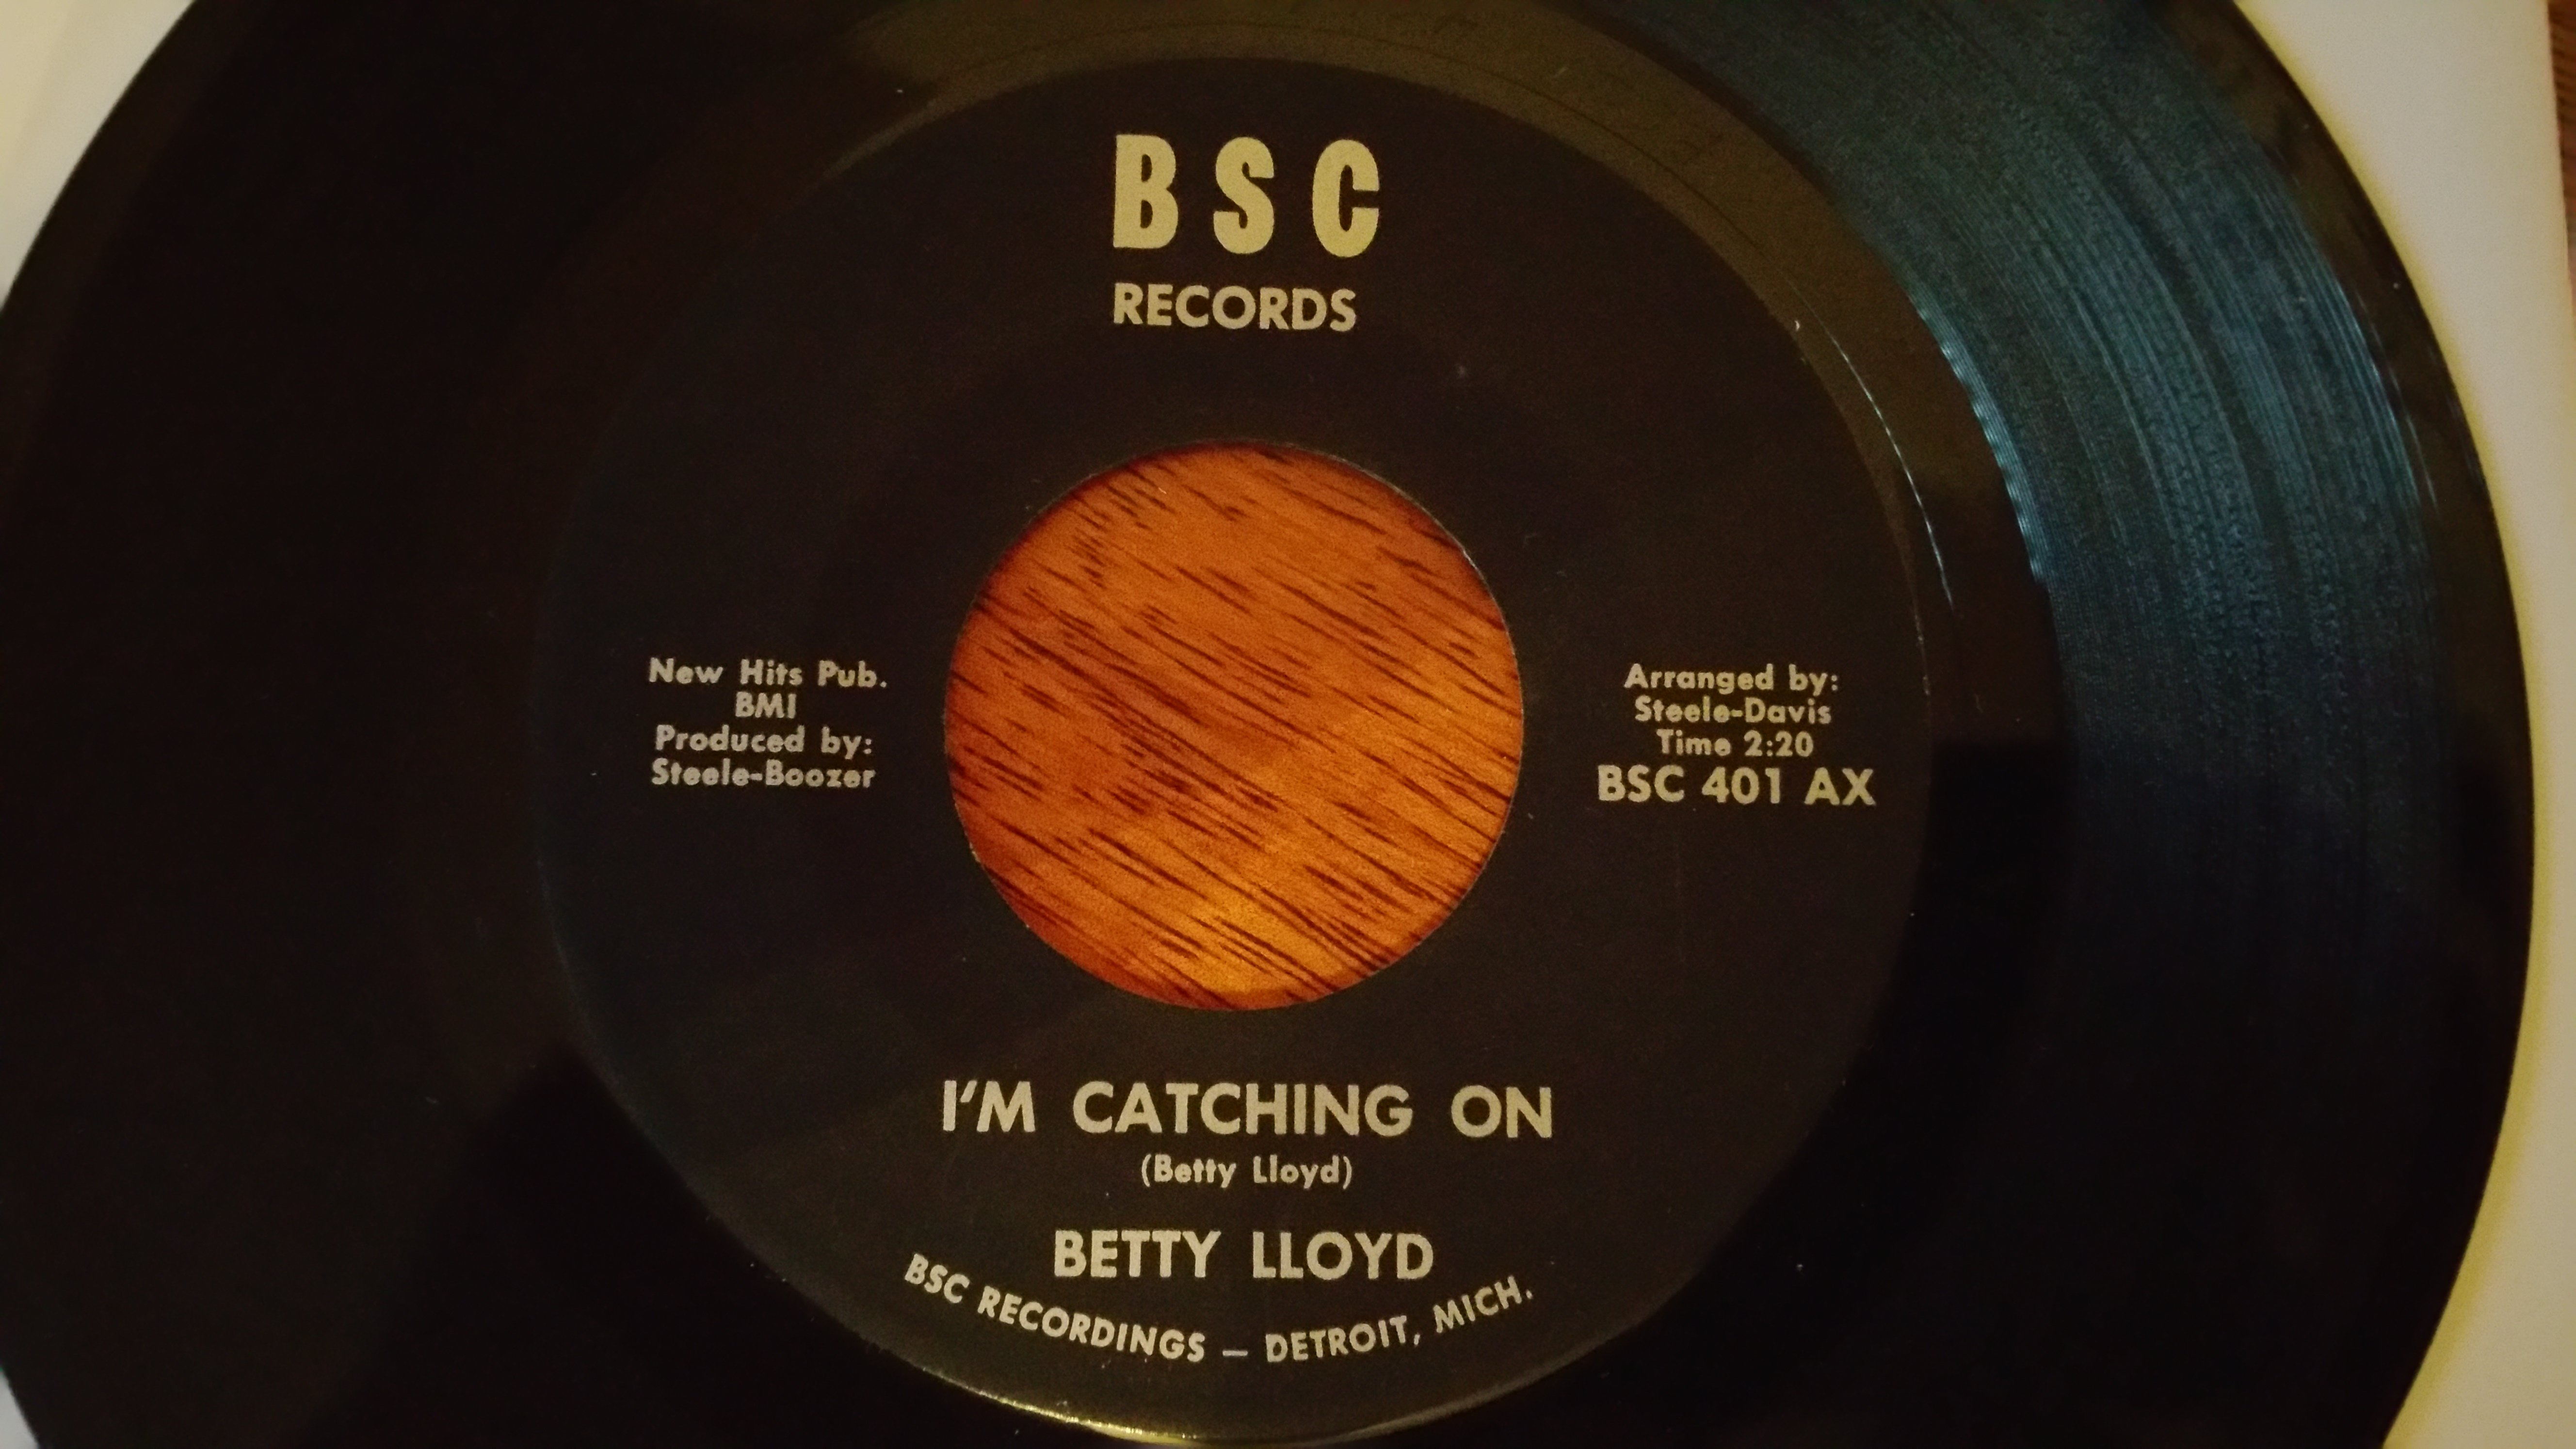 BSC
RECORDS
New Hits Pub.
BMI
Produced by:
Steele-Boozer
Arranged by:
Steele-Davis
Time 2:20
BSC 401 AX
I'M CATCHING ON
(Betty Lloyd)
BETTY LLOYD
BSC RECORDINGS — DETROIT, MICH.